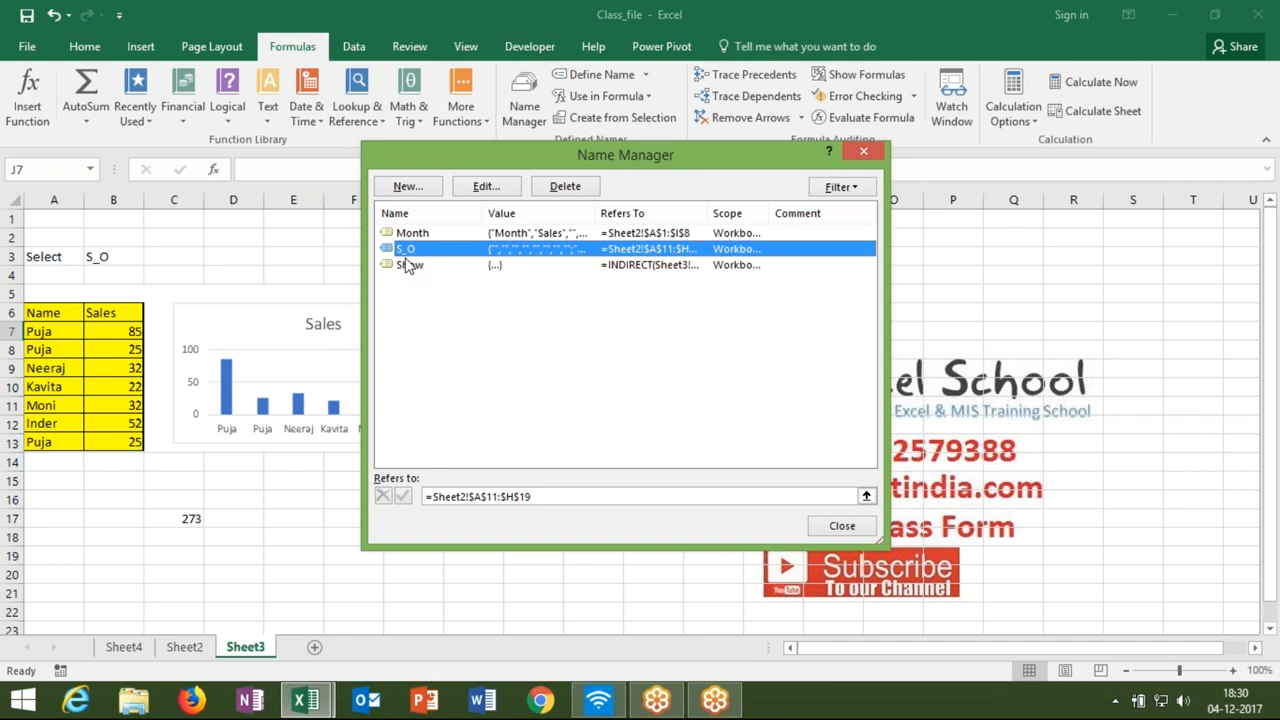 Class_file - Excel
Sign in
File Home Insert Page Layout Formulas Data Review View Developer Help Power Pivot Tell me what you want to do Share
Insert Function
AutoSum
Recently Used
Financial
Logical
Text
Date & Time
Lookup & Reference
Math & Trig
More Functions
Function Library
Name Manager
Define Name
Use in Formula
Create from Selection
Defined Names
Trace Precedents
Trace Dependents
Remove Arrows
Show Formulas
Error Checking
Evaluate Formula
Formula Auditing
Watch Window
Calculation Options
Calculate Now
Calculate Sheet
Calculation
J7
fx
Name Manager
?
New... Edit... Delete Filter
Name Value Refers To Scope Comment
Month {"Month","Sales","",... =Sheet2!$A$1:$I$8 Workbo...
S_O {"","","","","","","";"... =Sheet2!$A$11:$H... Workbo...
Show {...} =INDIRECT(Sheet3!... Workbo...
Refers to:
=Sheet2!$A$11:$H$19
Close
A B C D E F O P Q R S T U
1
2
3 Select S_O
4
5
6 Name Sales
7 Puja 85
8 Puja 25
9 Neeraj 32
10 Kavita 22
11 Moni 32
12 Inder 52
13 Puja 25
14
15
16
17 273
18
19
20
21
22
23
Sales
100
50
0
Puja Puja Neeraj Kavita
cel School
Excel & MIS Training School
2579388
tindia.com
ass Form
Subscribe
To our Channel
YouTube
Sheet4 Sheet2 Sheet3
Ready
100%
18:30
04-12-2017